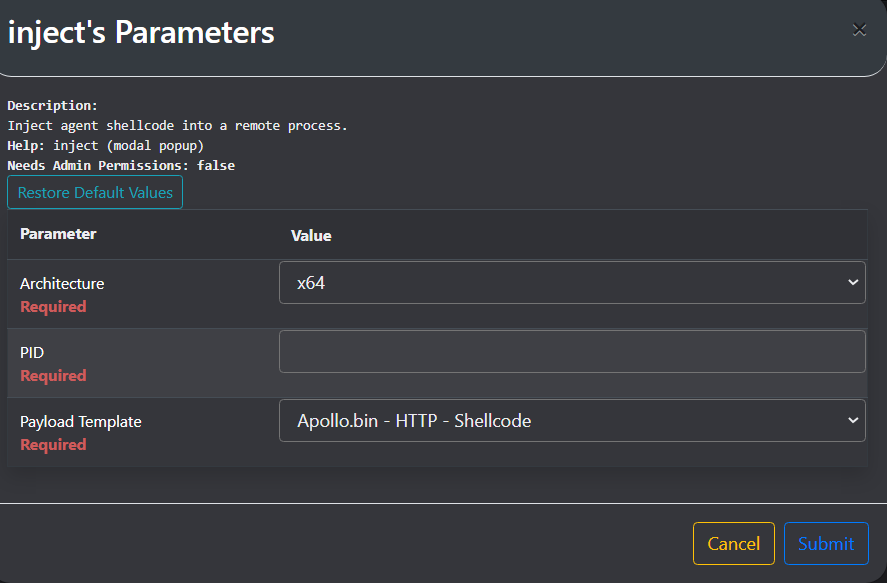 inject's Parameters
×
Description:
Inject agent shellcode into a remote process.
Help: inject (modal popup)
Needs Admin Permissions: false
Restore Default Values
Parameter Value
Architecture x64
Required
PID
Required
Payload Template Apollo.bin - HTTP - Shellcode
Required
Cancel Submit